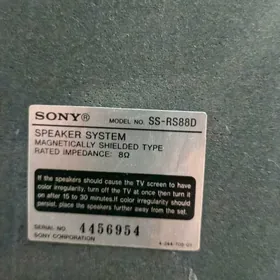 SONY®
MODEL NO. SS-RS88D
SPEAKER SYSTEM
MAGNETICALLY SHIELDED TYPE
RATED IMPEDANCE: 8Ω
If the speakers should cause the TV screen to have
color irregularity, turn off the TV at once then turn it
on after 15 to 30 minutes. If color irregularity should
persist, place the speakers further away from the set.
SERIAL NO. 4456954
SONY CORPORATION